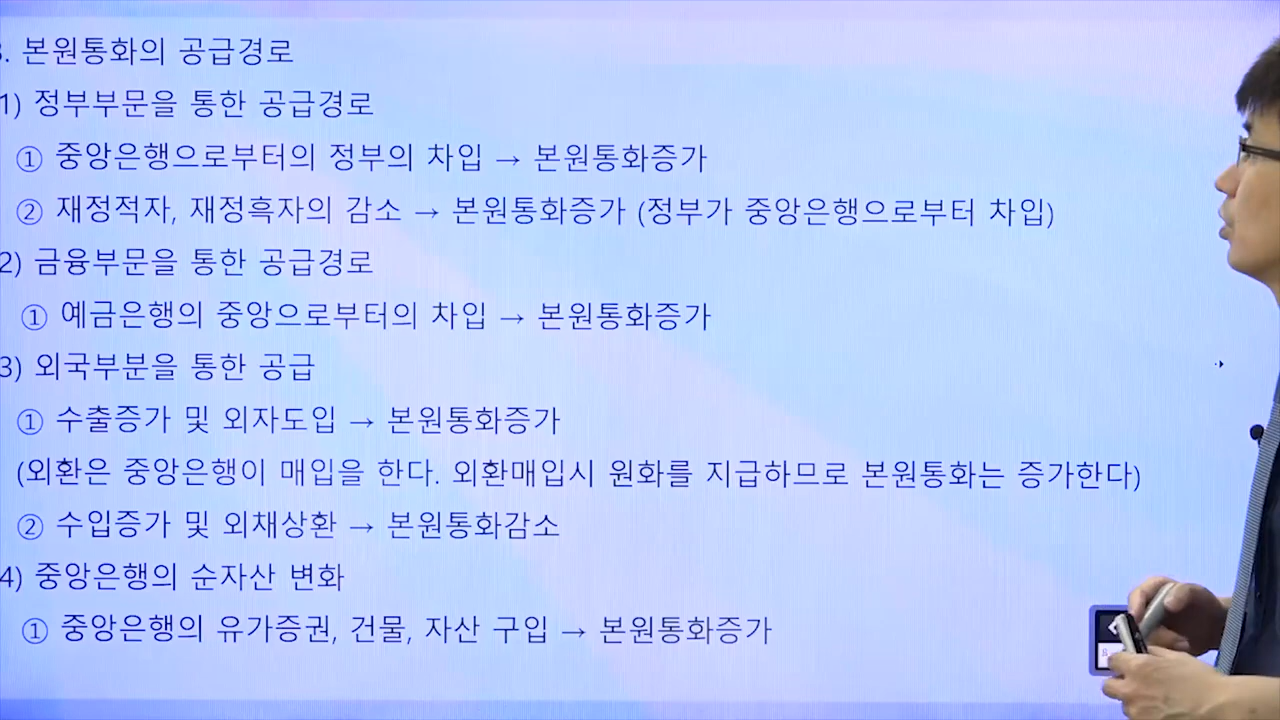 3. 본원통화의 공급경로
1) 정부부문을 통한 공급경로
① 중앙은행으로부터의 정부의 차입 → 본원통화증가
② 재정적자, 재정흑자의 감소 → 본원통화증가 (정부가 중앙은행으로부터 차입)
2) 금융부문을 통한 공급경로
① 예금은행의 중앙으로부터의 차입 → 본원통화증가
3) 외국부분을 통한 공급
① 수출증가 및 외자도입 → 본원통화증가
(외환은 중앙은행이 매입을 한다. 외환매입시 원화를 지급하므로 본원통화는 증가한다)
② 수입증가 및 외채상환 → 본원통화감소
4) 중앙은행의 순자산 변화
① 중앙은행의 유가증권, 건물, 자산 구입 → 본원통화증가